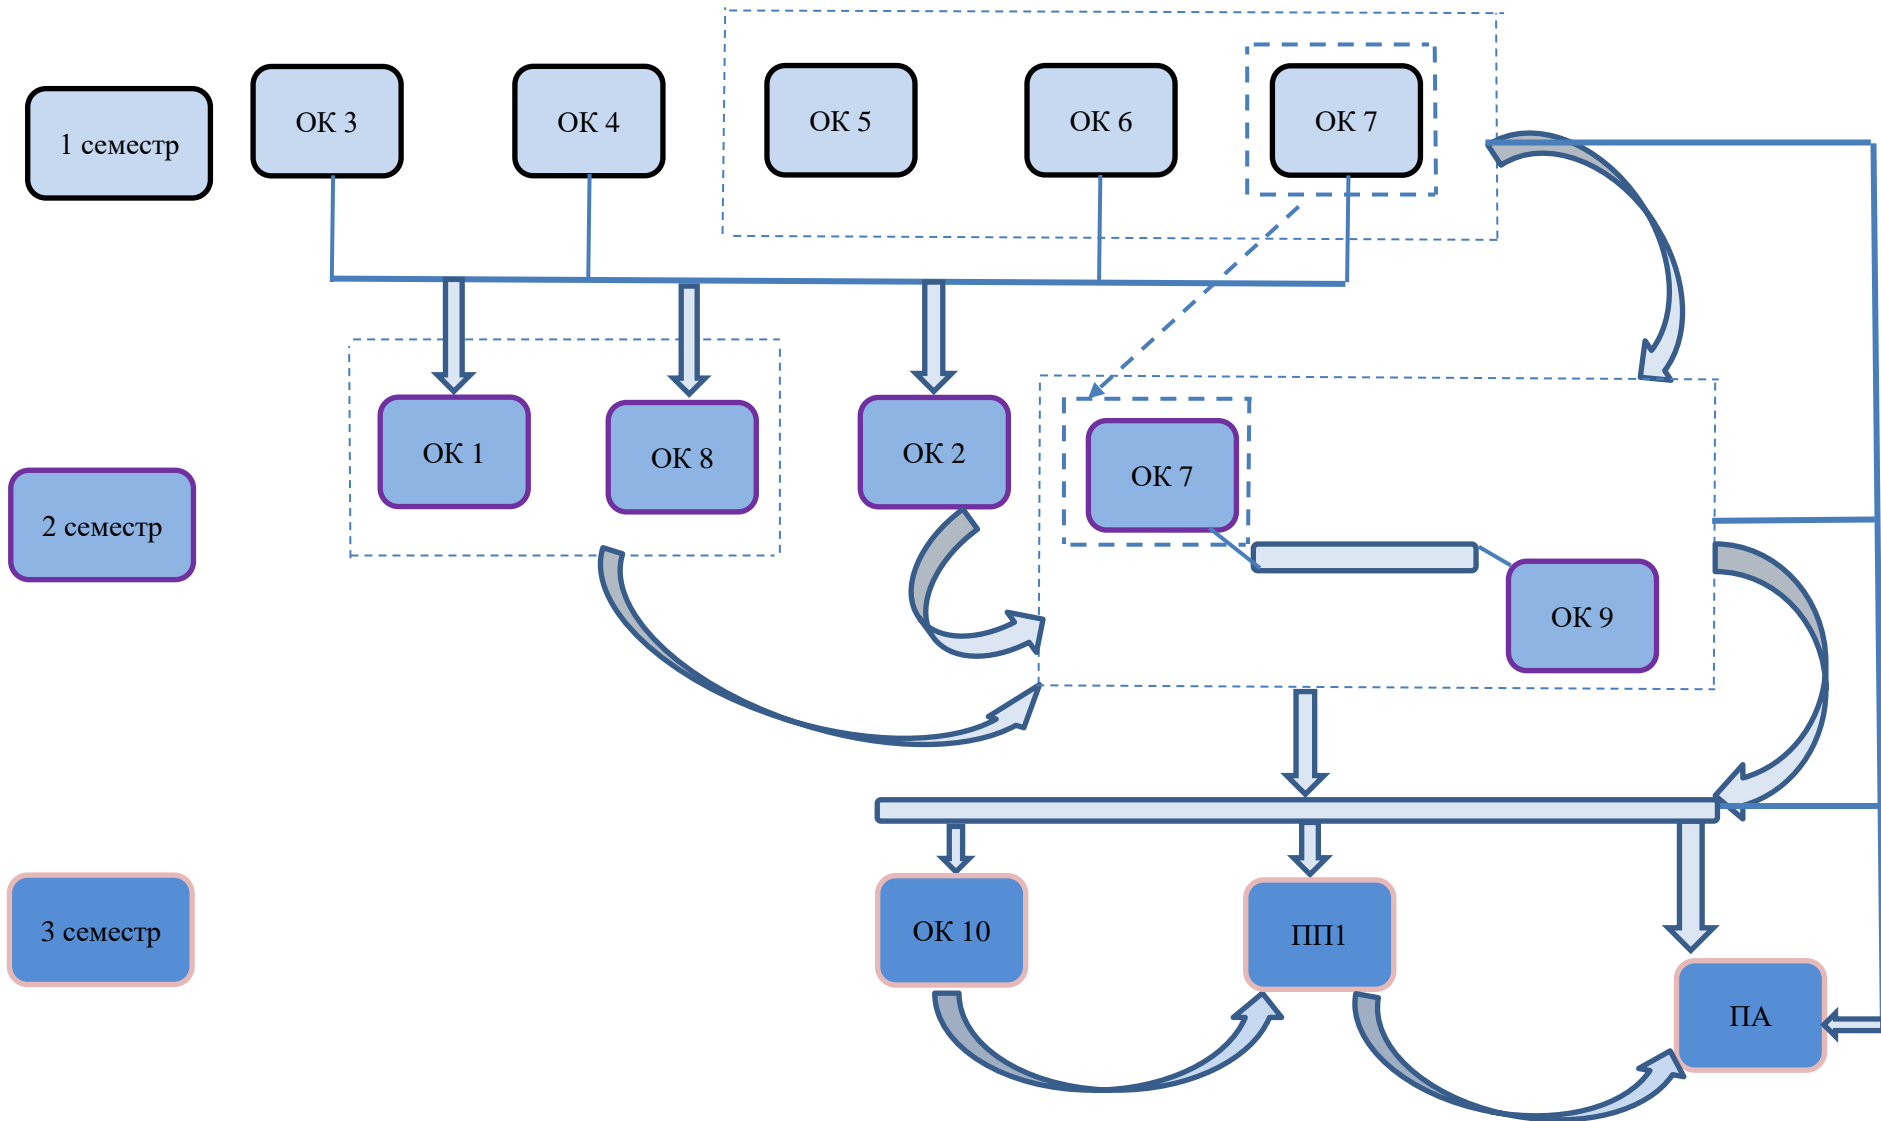 1 семестр
ОК 3
ОК 4
ОК 5
ОК 6
ОК 7
2 семестр
ОК 1
ОК 8
ОК 2
ОК 7
ОК 9
3 семестр
ОК 10
ПП1
ПА